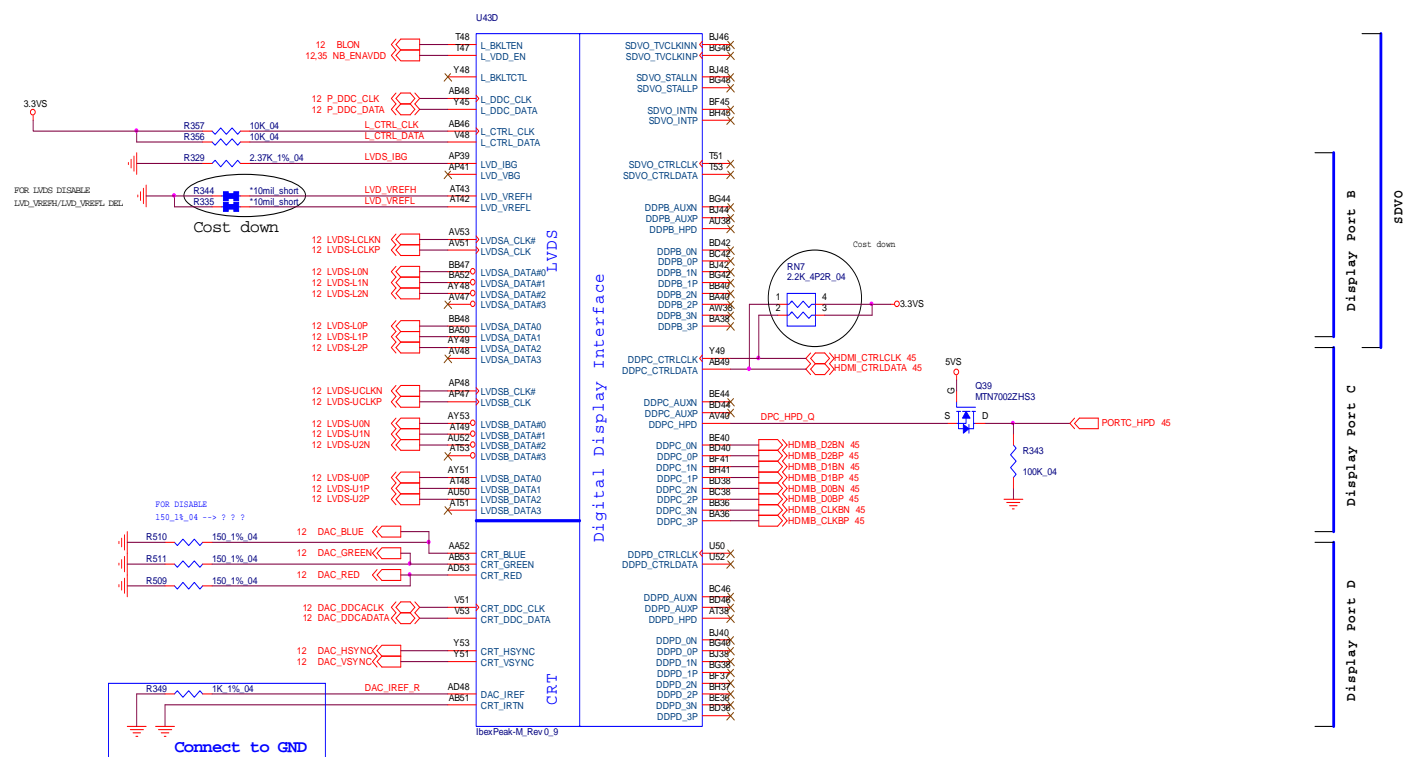 U43D
12 BLON T48 L_BKLTEN
12,35 NB_ENAVDD T47 L_VDD_EN
Y48 L_BKLTCTL
12 P_DDC_CLK AB48 L_DDC_CLK
12 P_DDC_DATA Y45 L_DDC_DATA
3.3VS
R357 10K_04 L_CTRL_CLK AB46 L_CTRL_CLK
R356 10K_04 L_CTRL_DATA V48 L_CTRL_DATA
R329 2.37K_1%_04 LVDS_IBG AP39 LVD_IBG
AP41 LVD_VBG
FOR LVDS DISABLE
LVD_VREFH/LVD_VREFL DEL
R344 *10mil_short LVD_VREFH AT43 LVD_VREFH
R335 *10mil_short LVD_VREFL AT42 LVD_VREFL
Cost down
12 LVDS-LCLKN AV53 LVDSA_CLK#
12 LVDS-LCLKP AV51 LVDSA_CLK
12 LVDS-L0N BB47 LVDSA_DATA#0
12 LVDS-L1N BA52 LVDSA_DATA#1
12 LVDS-L2N AY48 LVDSA_DATA#2
AV47 LVDSA_DATA#3
12 LVDS-L0P BB48 LVDSA_DATA0
12 LVDS-L1P BA50 LVDSA_DATA1
12 LVDS-L2P AY49 LVDSA_DATA2
AV48 LVDSA_DATA3
12 LVDS-UCLKN AP48 LVDSB_CLK#
12 LVDS-UCLKP AP47 LVDSB_CLK
12 LVDS-U0N AY53 LVDSB_DATA#0
12 LVDS-U1N AT49 LVDSB_DATA#1
12 LVDS-U2N AU52 LVDSB_DATA#2
AT53 LVDSB_DATA#3
12 LVDS-U0P AY51 LVDSB_DATA0
12 LVDS-U1P AT48 LVDSB_DATA1
12 LVDS-U2P AU50 LVDSB_DATA2
AT51 LVDSB_DATA3
LVDS
FOR DISABLE
150_1%_04 --> ? ? ?
12 DAC_BLUE AA52 CRT_BLUE
R510 150_1%_04
12 DAC_GREEN AB53 CRT_GREEN
R511 150_1%_04
12 DAC_RED AD53 CRT_RED
R509 150_1%_04
12 DAC_DDCACLK V51 CRT_DDC_CLK
12 DAC_DDCADATA V53 CRT_DDC_DATA
12 DAC_HSYNC Y53 CRT_HSYNC
12 DAC_VSYNC Y51 CRT_VSYNC
R349 1K_1%_04 DAC_IREF_R AD48 DAC_IREF
AB51 CRT_IRTN
CRT
Connect to GND
IbexPeak-M_Rev0_9
Digital Display Interface
SDVO_TVCLKINN BJ46
SDVO_TVCLKINP BG46
SDVO_STALLN BJ48
SDVO_STALLP BG48
SDVO_INTN BF45
SDVO_INTP BH45
SDVO_CTRLCLK T51
SDVO_CTRLDATA T53
DDPB_AUXN BG44
DDPB_AUXP BJ44
DDPB_HPD AU38
DDPB_0N BD42
DDPB_0P BC42
DDPB_1N BJ42
DDPB_1P BG42
DDPB_2N BB40
DDPB_2P BA40
DDPB_3N AW38
DDPB_3P BA38
Cost down
RN7
2.2K_4P2R_04
1 4
2 3
3.3VS
DDPC_CTRLCLK Y49 HDMI_CTRLCLK 45
DDPC_CTRLDATA AB49 HDMI_CTRLDATA 45
DDPC_AUXN BE44
DDPC_AUXP BD44
DDPC_HPD AV40 DPC_HPD_Q
5VS
Q39
MTN7002ZHS3
G
S D
PORTC_HPD 45
R343
100K_04
DDPC_0N BE40 HDMIB_D2BN 45
DDPC_0P BD40 HDMIB_D2BP 45
DDPC_1N BF41 HDMIB_D1BN 45
DDPC_1P BH41 HDMIB_D1BP 45
DDPC_2N BD38 HDMIB_D0BN 45
DDPC_2P BC38 HDMIB_D0BP 45
DDPC_3N BB36 HDMIB_CLKBN 45
DDPC_3P BA36 HDMIB_CLKBP 45
DDPD_CTRLCLK U50
DDPD_CTRLDATA U52
DDPD_AUXN BC46
DDPD_AUXP BD46
DDPD_HPD AT38
DDPD_0N BJ40
DDPD_0P BG40
DDPD_1N BJ38
DDPD_1P BG38
DDPD_2N BF37
DDPD_2P BH37
DDPD_3N BE36
DDPD_3P BD36
Display Port B
SDVO
Display Port C
Display Port D